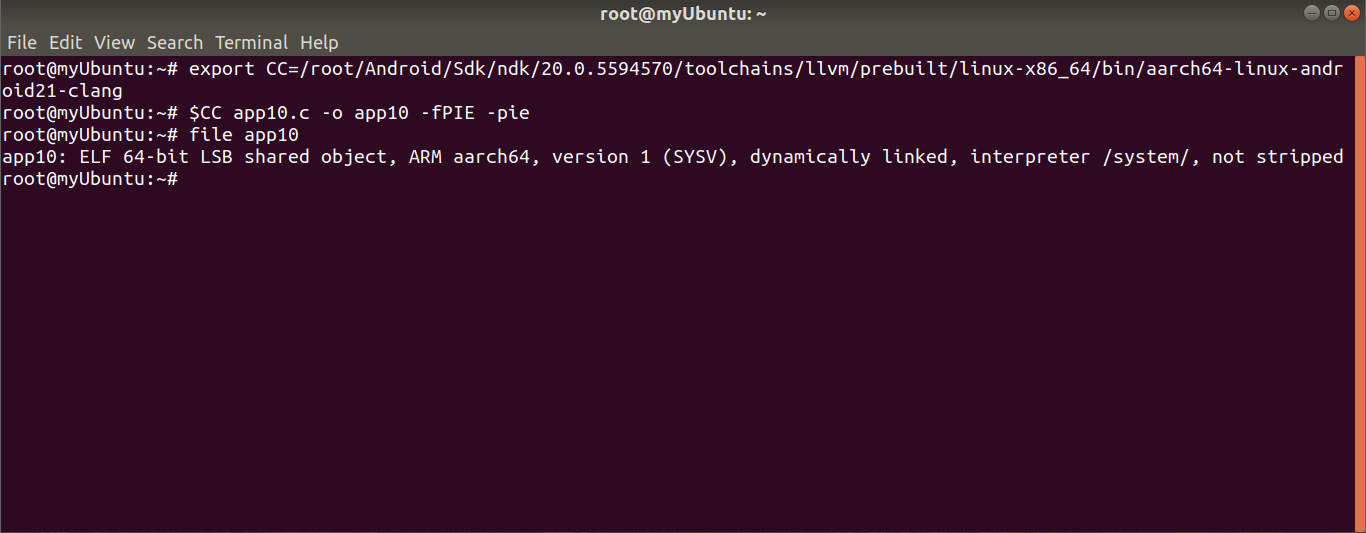 root@myUbuntu: ~
File Edit View Search Terminal Help
root@myUbuntu:~# export CC=/root/Android/Sdk/ndk/20.0.5594570/toolchains/llvm/prebuilt/linux-x86_64/bin/aarch64-linux-andr
oid21-clang
root@myUbuntu:~# $CC app10.c -o app10 -fPIE -pie
root@myUbuntu:~# file app10
app10: ELF 64-bit LSB shared object, ARM aarch64, version 1 (SYSV), dynamically linked, interpreter /system/, not stripped
root@myUbuntu:~#